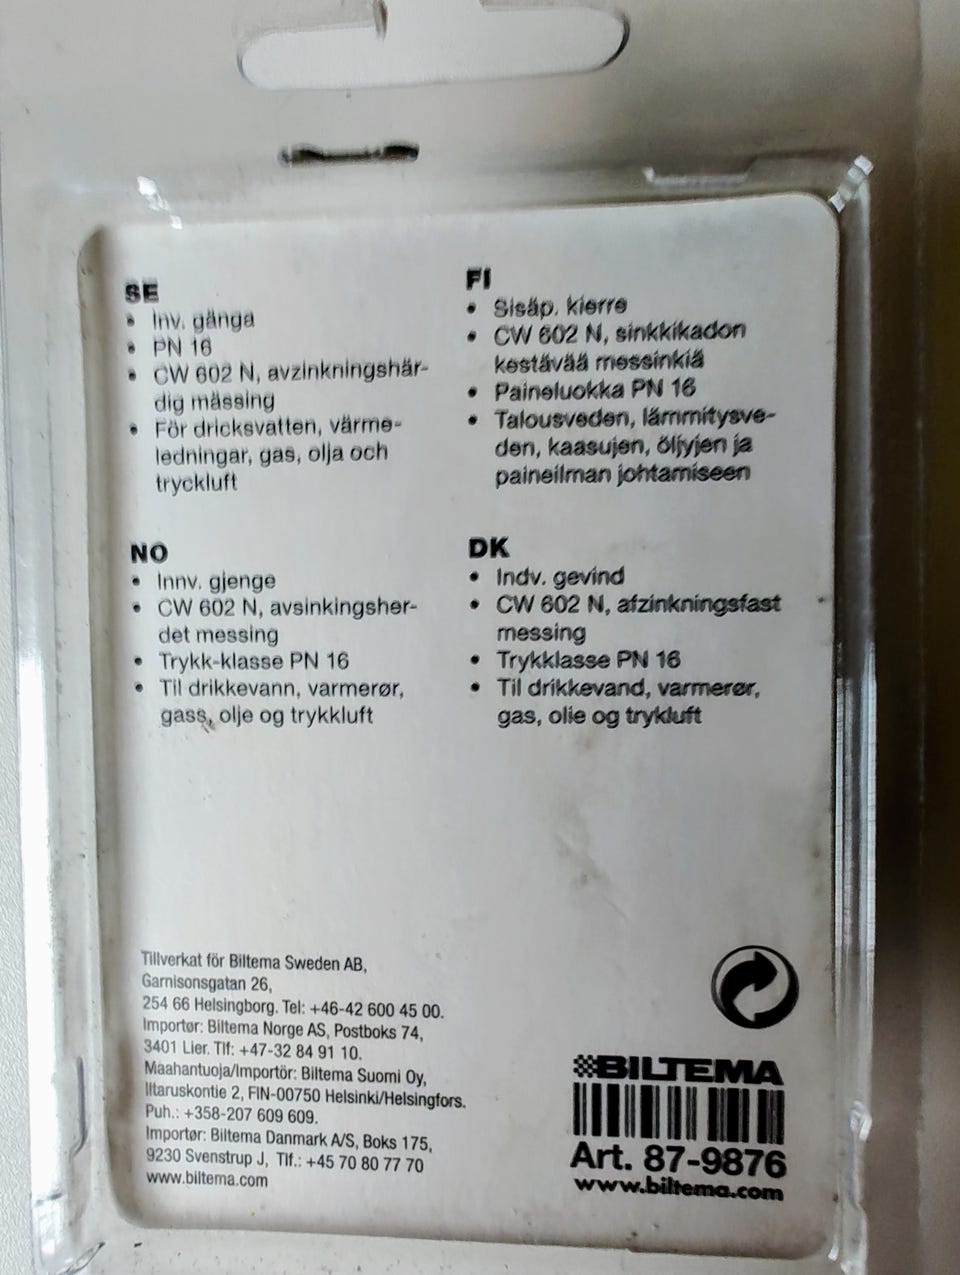 SE
• Inv. gänga
• PN 16
• CW 602 N, avzinkningshär-
dig mässing
• För dricksvatten, värme-
ledningar, gas, olja och
tryckluft
FI
• Sisäp. kierre
• CW 602 N, sinkkikadon
kestävää messinkiä
• Paineluokka PN 16
• Talousveden, lämmitysve-
den, kaasujen, öljyjen ja
paineilman johtamiseen
NO
• Innv. gjenge
• CW 602 N, avsinkingsher-
det messing
• Trykk-klasse PN 16
• Til drikkevann, varmerør,
gass, olje og trykkluft
DK
• Indv. gevind
• CW 602 N, afzinkningsfast
messing
• Trykklasse PN 16
• Til drikkevand, varmerør,
gas, olie og trykluft
Tillverkat för Biltema Sweden AB,
Garnisonsgatan 26,
254 66 Helsingborg. Tel: +46-42 600 45 00.
Importør: Biltema Norge AS, Postboks 74,
3401 Lier. Tlf: +47-32 84 91 10.
Maahantuoja/Importör: Biltema Suomi Oy,
Iltaruskontie 2, FIN-00750 Helsinki/Helsingfors.
Puh.: +358-207 609 609.
Importør: Biltema Danmark A/S, Boks 175,
9230 Svenstrup J, Tlf.: +45 70 80 77 70
www.biltema.com
BILTEMA
Art. 87-9876
www.biltema.com